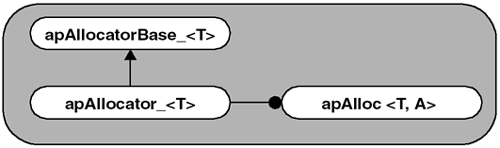 apAllocatorBase_<T>
apAllocator_<T>
apAlloc <T, A>